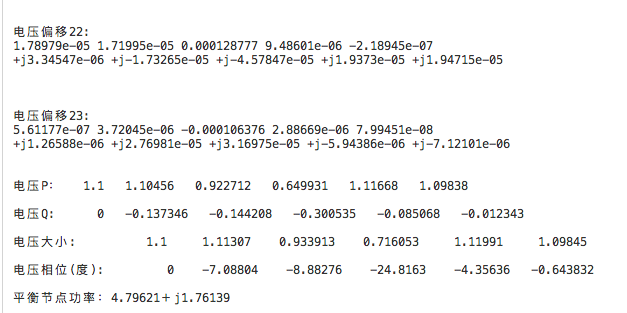 电压偏移22:
1.78979e-05 1.71995e-05 0.000128777 9.48601e-06 -2.18945e-07
+j3.34547e-06 +j-1.73265e-05 +j-4.57847e-05 +j1.9373e-05 +j1.94715e-05
电压偏移23:
5.61177e-07 3.72045e-06 -0.000106376 2.88669e-06 7.99451e-08
+j1.26588e-06 +j2.76981e-05 +j3.16975e-05 +j-5.94386e-06 +j-7.12101e-06
电压P: 1.1 1.10456 0.922712 0.649931 1.11668 1.09838
电压Q: 0 -0.137346 -0.144208 -0.300535 -0.085068 -0.012343
电压大小: 1.1 1.11307 0.933913 0.716053 1.11991 1.09845
电压相位(度): 0 -7.08804 -8.88276 -24.8163 -4.35636 -0.643832
平衡节点功率: 4.79621＋j1.76139